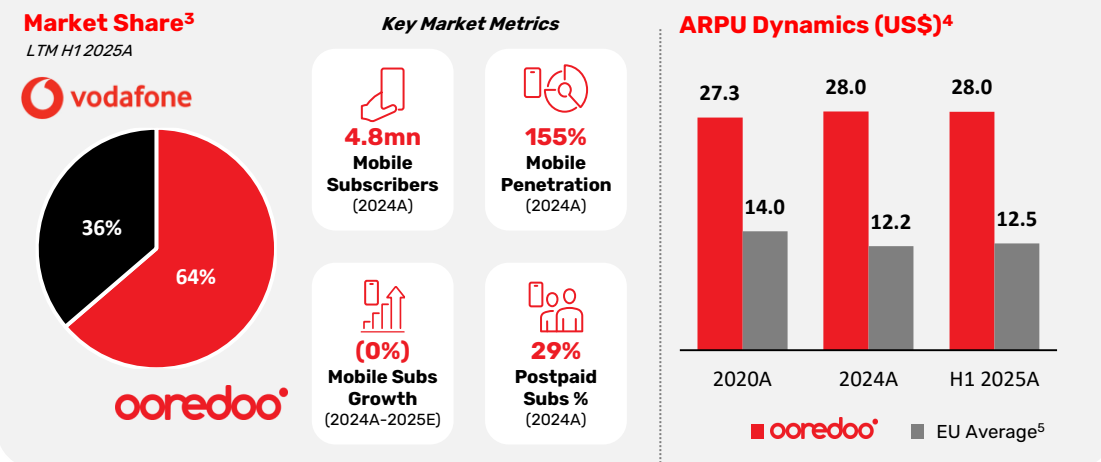 Market Share3
LTM H1 2025A
vodafone
36%
64%
ooredoo
Key Market Metrics
4.8mn
Mobile
Subscribers
(2024A)
155%
Mobile
Penetration
(2024A)
(0%)
Mobile Subs
Growth
(2024A-2025E)
29%
Postpaid
Subs %
(2024A)
ARPU Dynamics (US$)4
27.3
14.0
28.0
12.2
28.0
12.5
2020A
2024A
H1 2025A
ooredoo
EU Average5